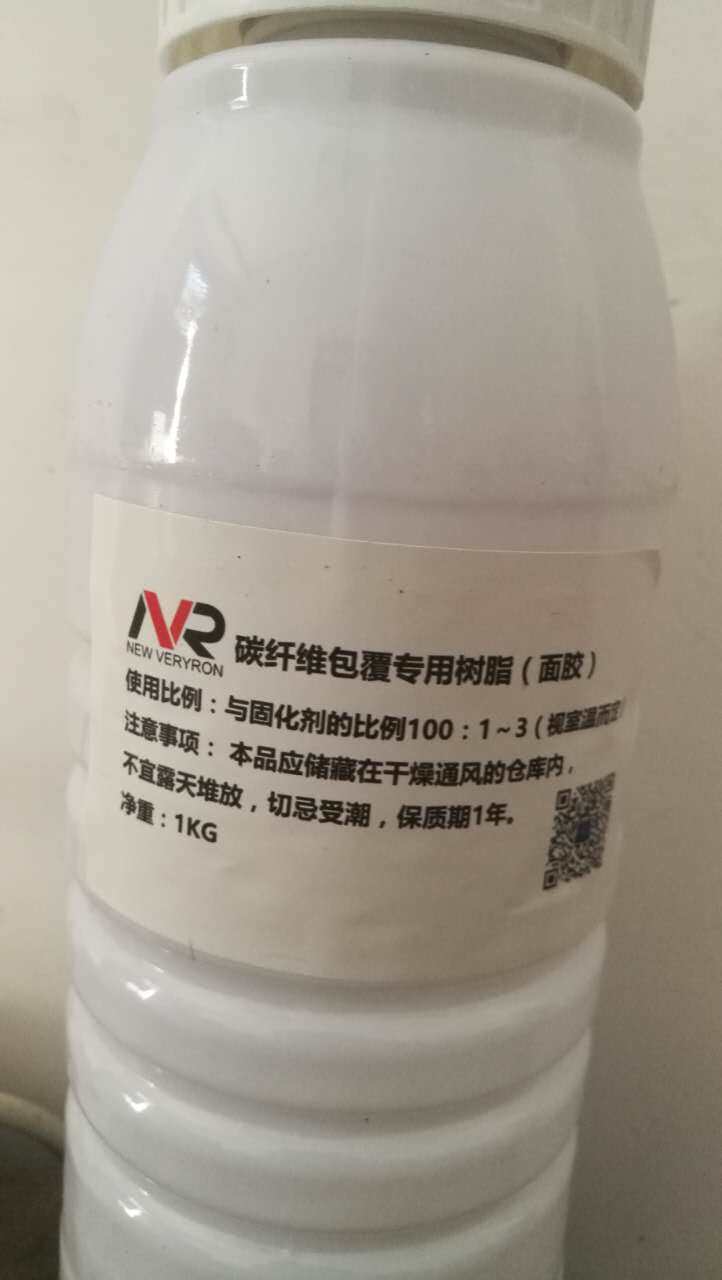 NVR
NEW VERYRON
碳纤维包覆专用树脂（面胶）
使用比例：与固化剂的比例100：1~3（视室温而定）
注意事项： 本品应储藏在干燥通风的仓库内，
不宜露天堆放，切忌受潮，保质期1年。
净重：1KG